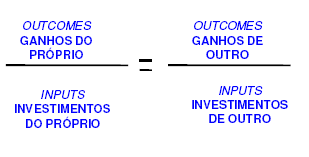 OUTCOMES
GANHOS DO
PRÓPRIO
=
OUTCOMES
GANHOS DE
OUTRO
INPUTS
INVESTIMENTOS
DO PRÓPRIO
INPUTS
INVESTIMENTOS
DE OUTRO